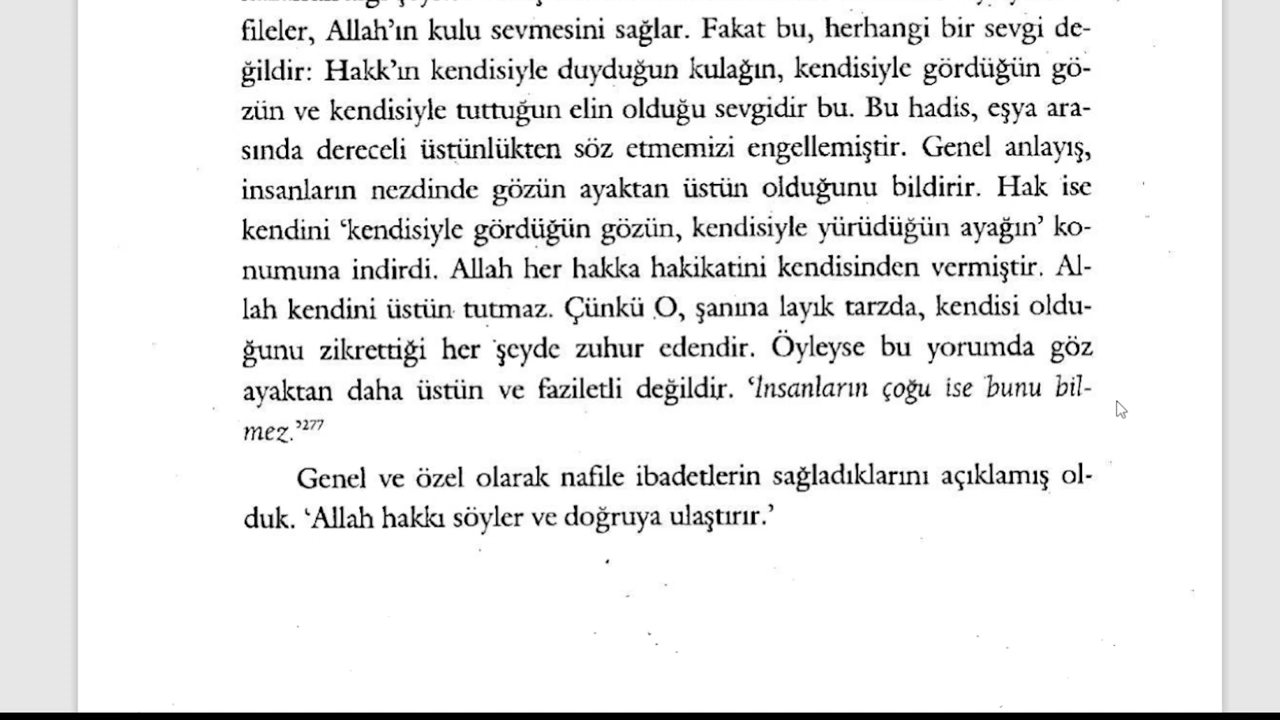 fileler, Allah'ın kulu sevmesini sağlar. Fakat bu, herhangi bir sevgi de-
ğildir: Hakk'ın kendisiyle duyduğun kulağın, kendisiyle gördüğün gö-
zün ve kendisiyle tuttuğun elin olduğu sevgidir bu. Bu hadis, eşya ara-
sında dereceli üstünlükten söz etmemizi engellemiştir. Genel anlayış,
insanların nezdinde gözün ayaktan üstün olduğunu bildirir. Hak ise
kendini 'kendisiyle gördüğün gözün, kendisiyle yürüdüğün ayağın' ko-
numuna indirdi. Allah her hakka hakikatini kendisinden vermiştir. Al-
lah kendini üstün tutmaz. Çünkü O, şanına layık tarzda, kendisi oldu-
ğunu zikrettiği her şeyde zuhur edendir. Öyleyse bu yorumda göz
ayaktan daha üstün ve faziletli değildir. 'İnsanların çoğu ise bunu bil-
mez.'277
Genel ve özel olarak nafile ibadetlerin sağladıklarını açıklamış ol-
duk. 'Allah hakkı söyler ve doğruya ulaştırır.'